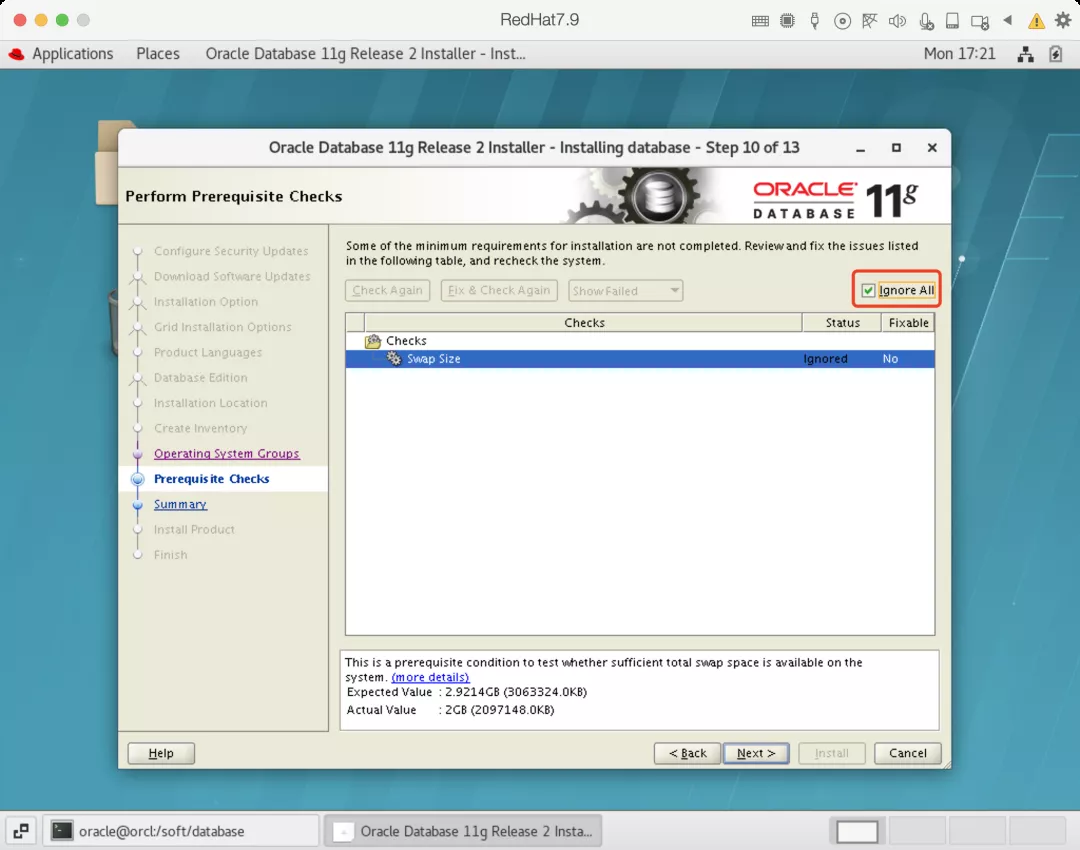 RedHat7.9
Applications Places Oracle Database 11g Release 2 Installer - Inst... Mon 17:21
Oracle Database 11g Release 2 Installer - Installing database - Step 10 of 13
Perform Prerequisite Checks
ORACLE
DATABASE
11g
Configure Security Updates
Download Software Updates
Installation Option
Grid Installation Options
Product Languages
Database Edition
Installation Location
Create Inventory
Operating System Groups
Prerequisite Checks
Summary
Install Product
Finish
Some of the minimum requirements for installation are not completed. Review and fix the issues listed
in the following table, and recheck the system.
Check Again Fix & Check Again Show Failed Ignore All
Checks Status Fixable
Checks
Swap Size Ignored No
This is a prerequisite condition to test whether sufficient total swap space is available on the
system. (more details)
Expected Value : 2.9214GB (3063324.0KB)
Actual Value : 2GB (2097148.0KB)
Help < Back Next > Install Cancel
oracle@orcl:/soft/database Oracle Database 11g Release 2 Insta...